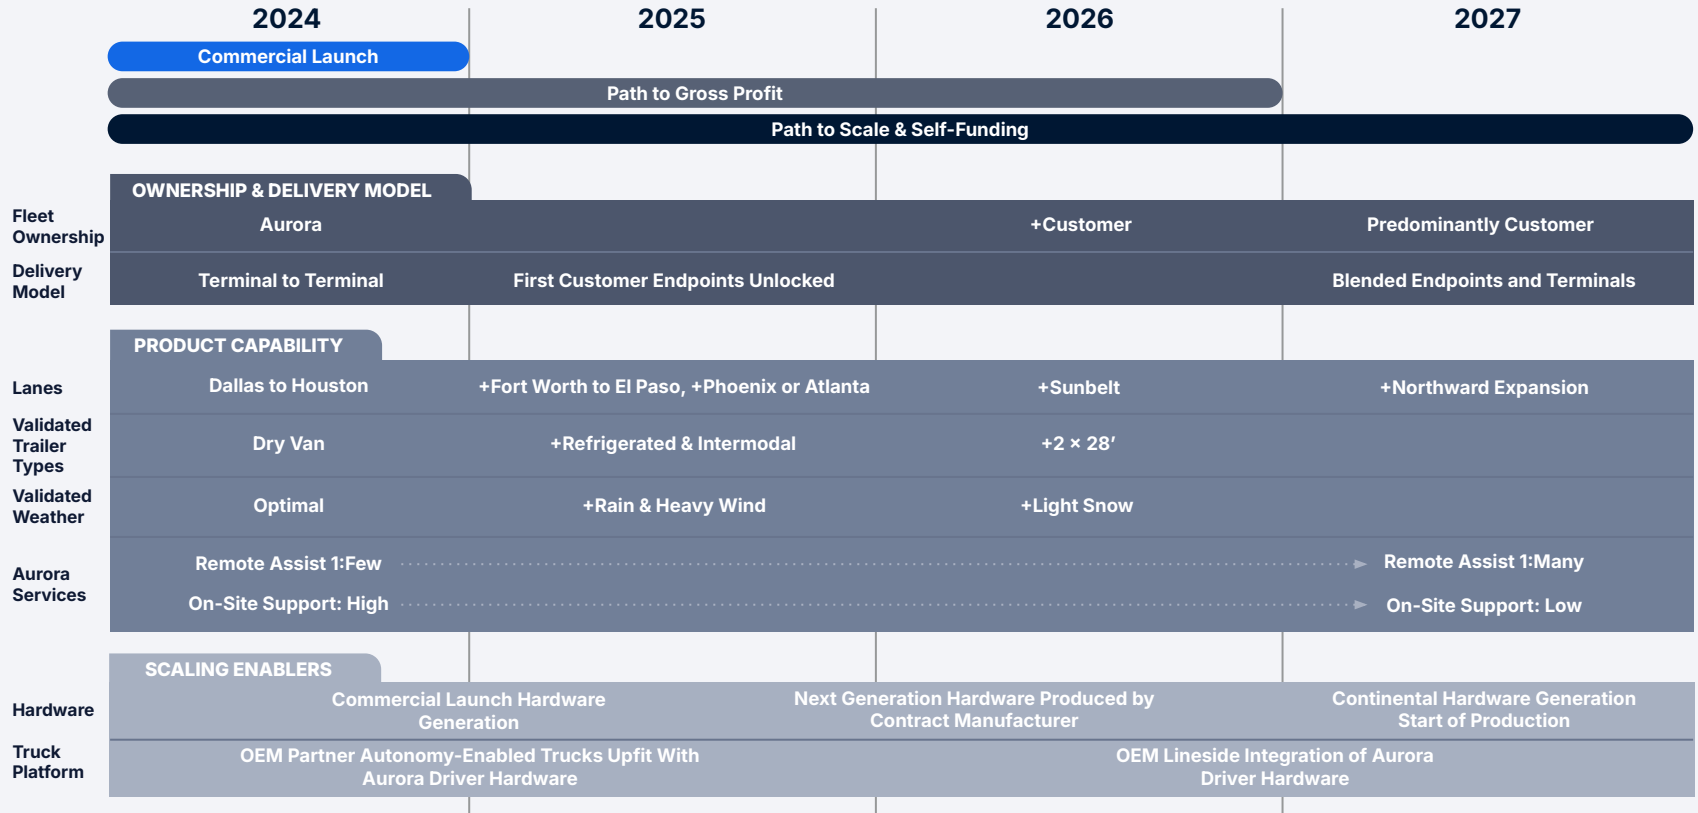 2024 2025 2026 2027
Commercial Launch
Path to Gross Profit
Path to Scale & Self-Funding
OWNERSHIP & DELIVERY MODEL
Fleet
Ownership
Aurora
+Customer
Predominantly Customer
Delivery
Model
Terminal to Terminal
First Customer Endpoints Unlocked
Blended Endpoints and Terminals
PRODUCT CAPABILITY
Lanes
Dallas to Houston
+Fort Worth to El Paso, +Phoenix or Atlanta
+Sunbelt
+Northward Expansion
Validated
Trailer
Types
Dry Van
+Refrigerated & Intermodal
+2 × 28’
Validated
Weather
Optimal
+Rain & Heavy Wind
+Light Snow
Aurora
Services
Remote Assist 1:Few
Remote Assist 1:Many
On-Site Support: High
On-Site Support: Low
SCALING ENABLERS
Hardware
Commercial Launch Hardware
Generation
Next Generation Hardware Produced by
Contract Manufacturer
Continental Hardware Generation
Start of Production
Truck
Platform
OEM Partner Autonomy-Enabled Trucks Upfit With
Aurora Driver Hardware
OEM Lineside Integration of Aurora
Driver Hardware